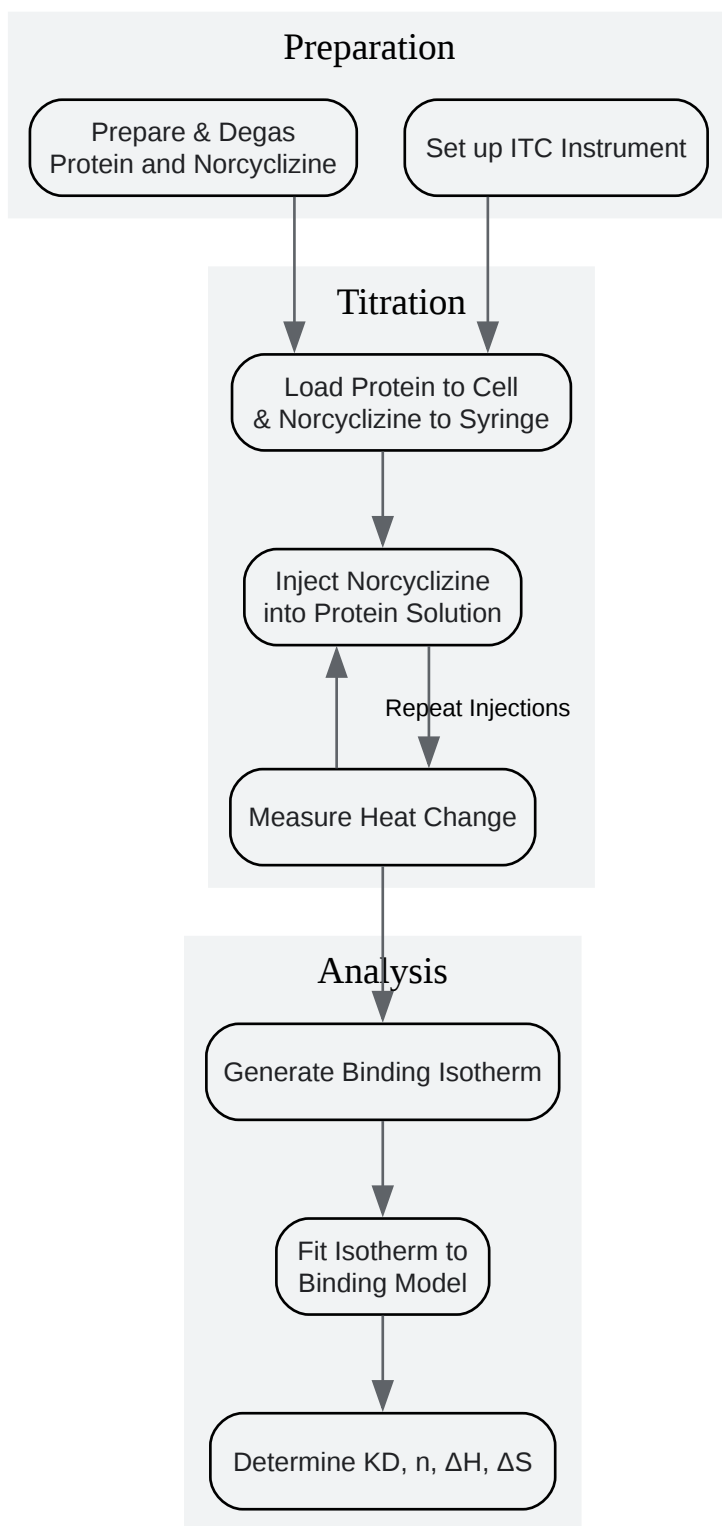 Preparation
Prepare & Degas
Protein and Norcyclizine
Set up ITC Instrument
Titration
Load Protein to Cell
& Norcyclizine to Syringe
Inject Norcyclizine
into Protein Solution
Repeat Injections
Measure Heat Change
Analysis
Generate Binding Isotherm
Fit Isotherm to
Binding Model
Determine KD, n, ΔH, ΔS